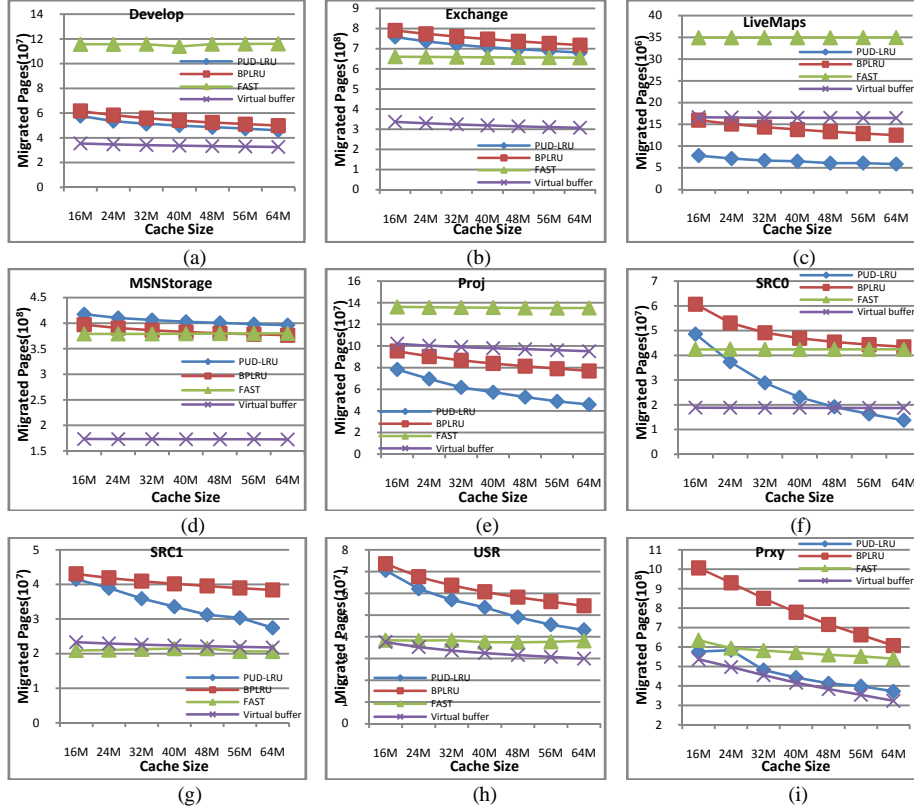 Develop
Migrated Pages(10⁷)
14
12
10
8
6
4
2
0
PUD-LRU
BPLRU
FAST
Virtual buffer
16M 24M 32M 40M 48M 56M 64M
Cache Size
(a)
Exchange
Migrated Pages(10⁸)
9
8
7
6
5
4
3
2
1
0
PUD-LRU
BPLRU
FAST
Virtual buffer
16M 24M 32M 40M 48M 56M 64M
Cache Size
(b)
LiveMaps
Migrated Pages(10⁶)
35
30
25
20
15
10
5
0
PUD-LRU
BPLRU
FAST
Virtual buffer
16M 24M 32M 40M 48M 56M 64M
Cache Size
(c)
MSNStorage
Migrated Pages(10⁸)
4.5
4
3.5
3
2.5
2
1.5
PUD-LRU
BPLRU
FAST
Virtual buffer
16M 24M 32M 40M 48M 56M 64M
Cache Size
(d)
Proj
Migrated Pages(10⁷)
16
14
12
10
8
6
4
2
0
PUD-LRU
BPLRU
FAST
Virtual buffer
16M 24M 32M 40M 48M 56M 64M
Cache Size
(e)
SRC0
Migrated Pages(10⁷)
7
6
5
4
3
2
1
0
PUD-LRU
BPLRU
FAST
Virtual buffer
16M 24M 32M 40M 48M 56M 64M
Cache Size
(f)
SRC1
Migrated Pages(10⁷)
5
4
3
2
1
0
PUD-LRU
BPLRU
FAST
Virtual buffer
16M 24M 32M 40M 48M 56M 64M
Cache Size
(g)
USR
Migrated Pages(10⁷)
8
7
6
5
4
3
2
1
0
PUD-LRU
BPLRU
FAST
Virtual buffer
16M 24M 32M 40M 48M 56M 64M
Cache Size
(h)
Prxy
Migrated Pages(10⁸)
11
10
9
8
7
6
5
4
3
2
PUD-LRU
BPLRU
FAST
Virtual buffer
16M 24M 32M 40M 48M 56M 64M
Cache Size
(i)